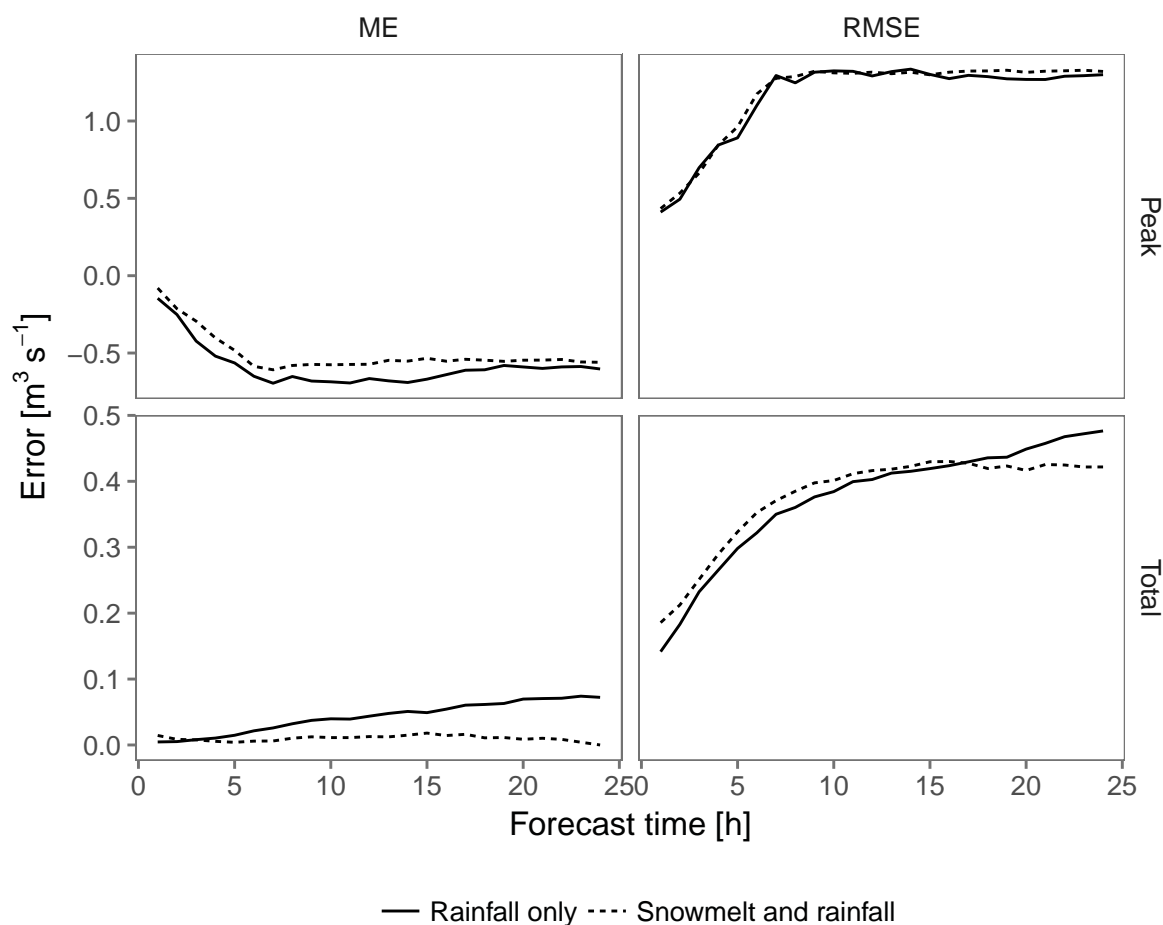 ME RMSE
1.0
0.5
0.0
−0.5
Peak
Error [m³ s⁻¹]
0.5
0.4
0.3
0.2
0.1
0.0
Total
0 5 10 15 20 25 0 5 10 15 20 25
Forecast time [h]
Rainfall only Snowmelt and rainfall